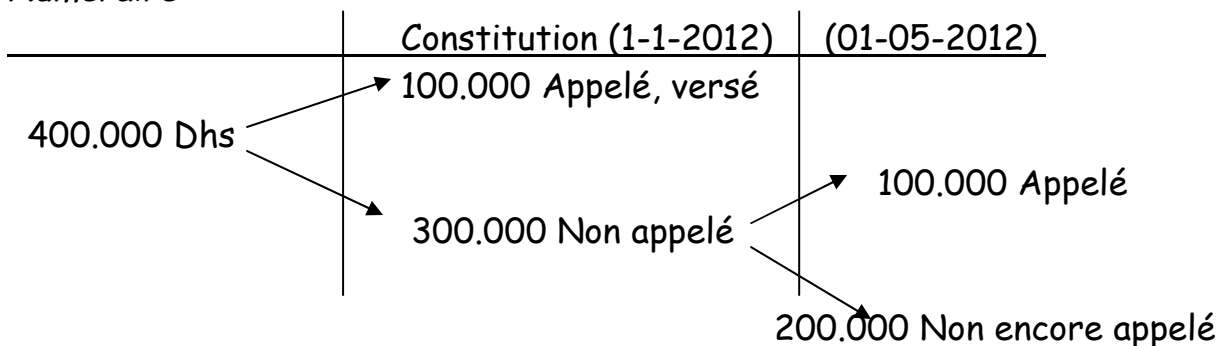 Constitution (1-1-2012) (01-05-2012)
100.000 Appelé, versé
400.000 Dhs
100.000 Appelé
300.000 Non appelé
200.000 Non encore appelé